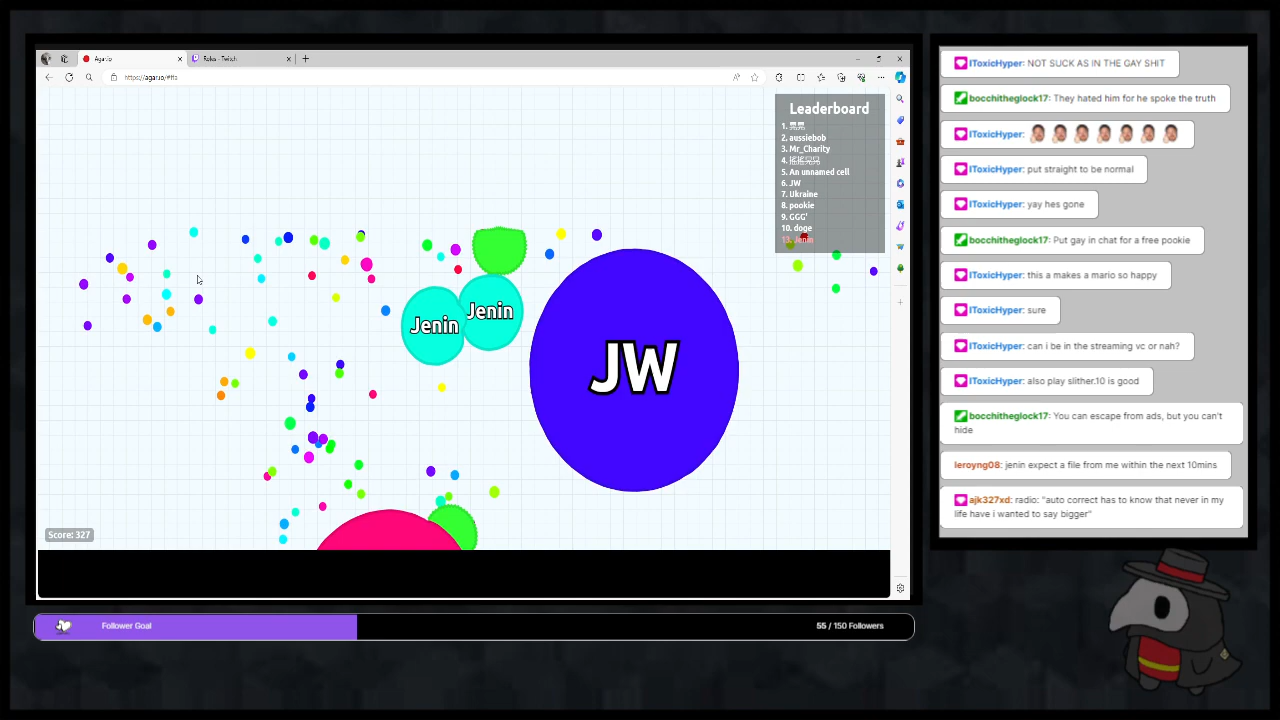 Agar.io
Roles - Twitch
https://agar.io/#ffa
Leaderboard
1.
2. aussiebob
3. Mr_Charity
4.
5. An unnamed cell
6. JW
7. Ukraine
8. pookie
9. GGG'
10. doge
13. Jenin
Jenin
Jenin
JW
Score: 327
Follower Goal
55 / 150 Followers
IToxicHyper: NOT SUCK AS IN THE GAY SHIT
bocchitheglock17: They hated him for he spoke the truth
IToxicHyper:
IToxicHyper: put straight to be normal
IToxicHyper: yay hes gone
bocchitheglock17: Put gay in chat for a free pookie
IToxicHyper: this a makes a mario so happy
IToxicHyper: sure
IToxicHyper: can i be in the streaming vc or nah?
IToxicHyper: also play slither.10 is good
bocchitheglock17: You can escape from ads, but you can't
hide
leroyng08: jenin expect a file from me within the next 10mins
ajk327xd: radio: "auto correct has to know that never in my
life have i wanted to say bigger"